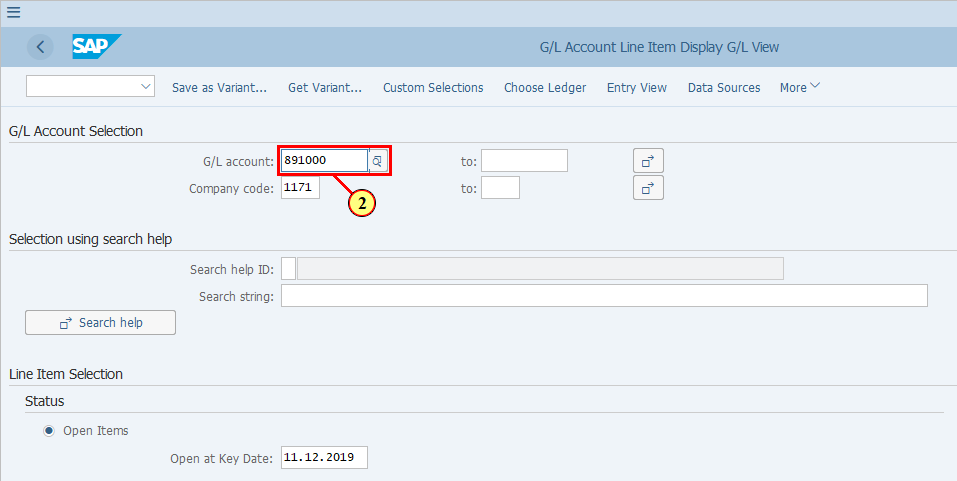 SAP
G/L Account Line Item Display G/L View
Save as Variant... Get Variant... Custom Selections Choose Ledger Entry View Data Sources More
G/L Account Selection
G/L account: 891000 to:
Company code: 1171 to:
2
Selection using search help
Search help ID:
Search string:
Search help
Line Item Selection
Status
Open Items
Open at Key Date: 11.12.2019